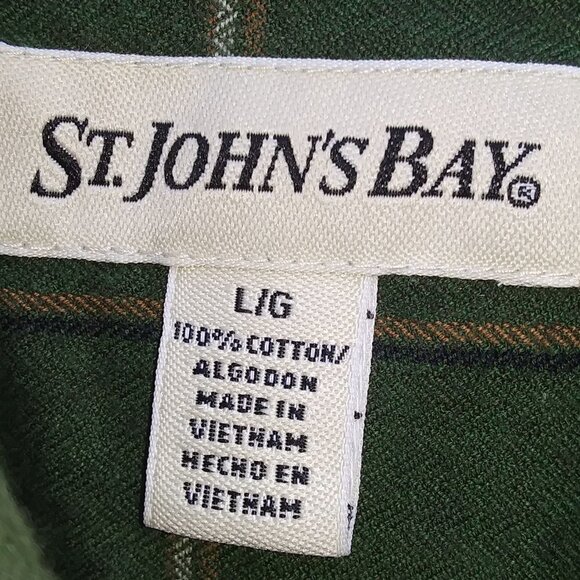 ST. JOHN'S BAY®
L/G
100% COTTON/
ALGODON
MADE IN
VIETNAM
HECHO EN
VIETNAM